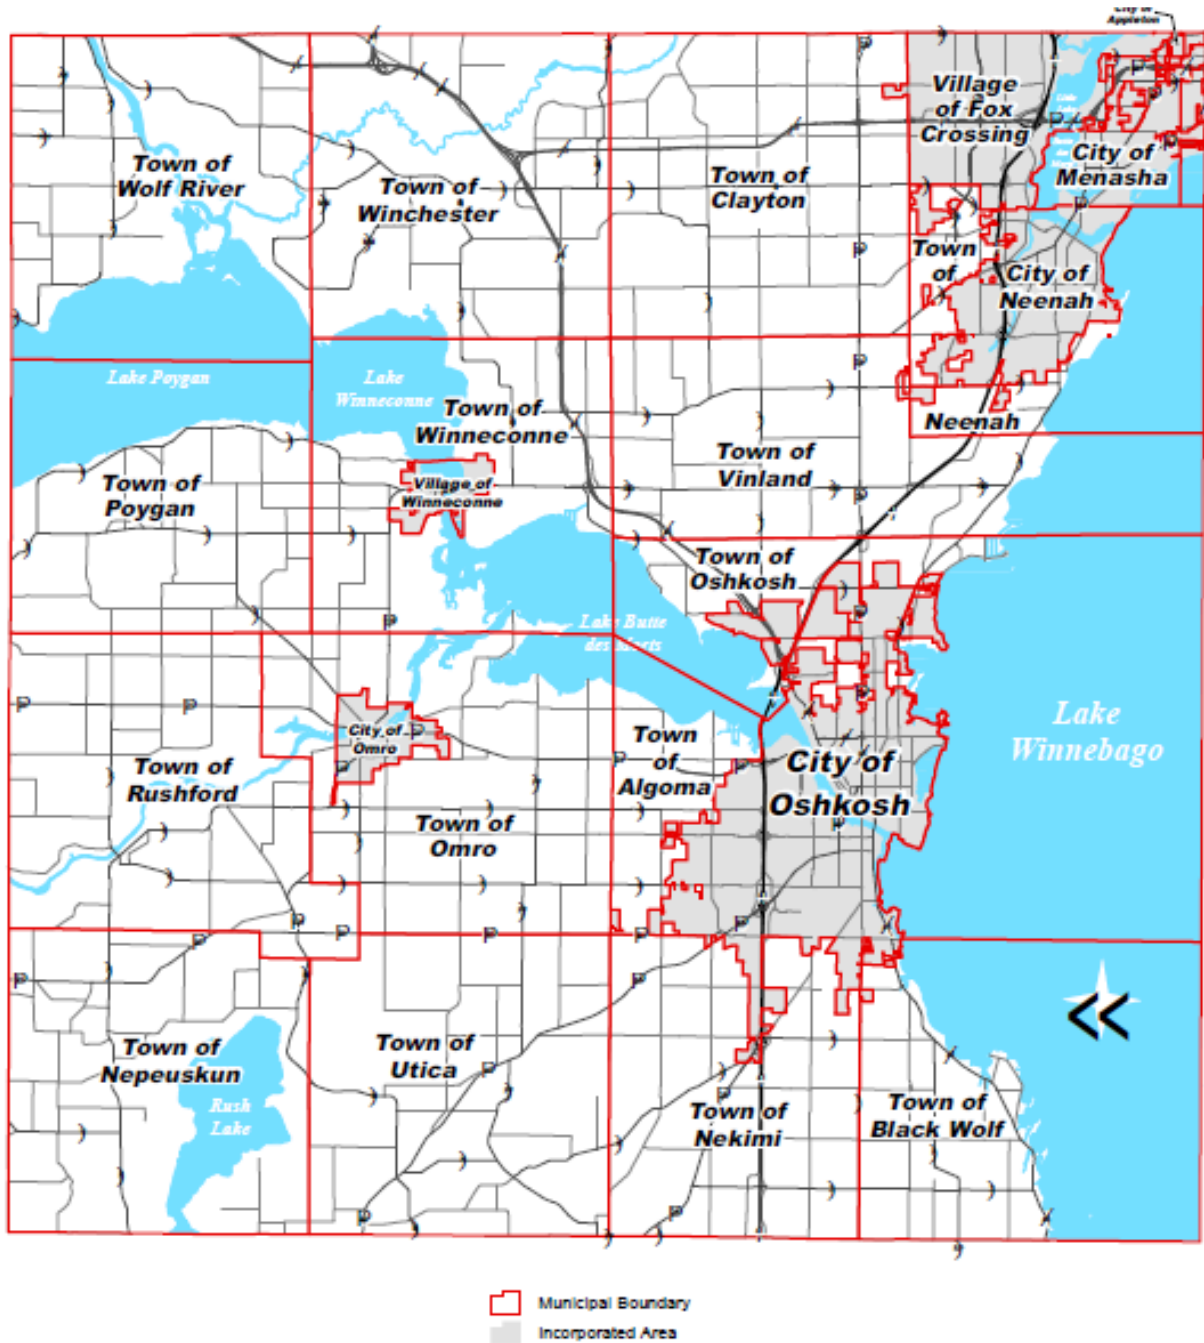 City of
Appleton
Village
of Fox
Crossing
City of
Menasha
Town of
Wolf River
Town of
Winchester
Town of
Clayton
Town
of
City of
Neenah
Lake Poygan
Lake
Winneconne
Town of
Winneconne
Neenah
Town of
Vinland
Town of
Poygan
Village of
Winneconne
Town of
Oshkosh
Lake Butte
des Morts
Lake
Winnebago
City of
Omro
Town
of
Algoma
City of
Oshkosh
Town of
Rushford
Town of
Omro
<<
Town of
Nepeuskun
Town of
Utica
Rush
Lake
Town of
Nekimi
Town of
Black Wolf
Municipal Boundary
Incorporated Area